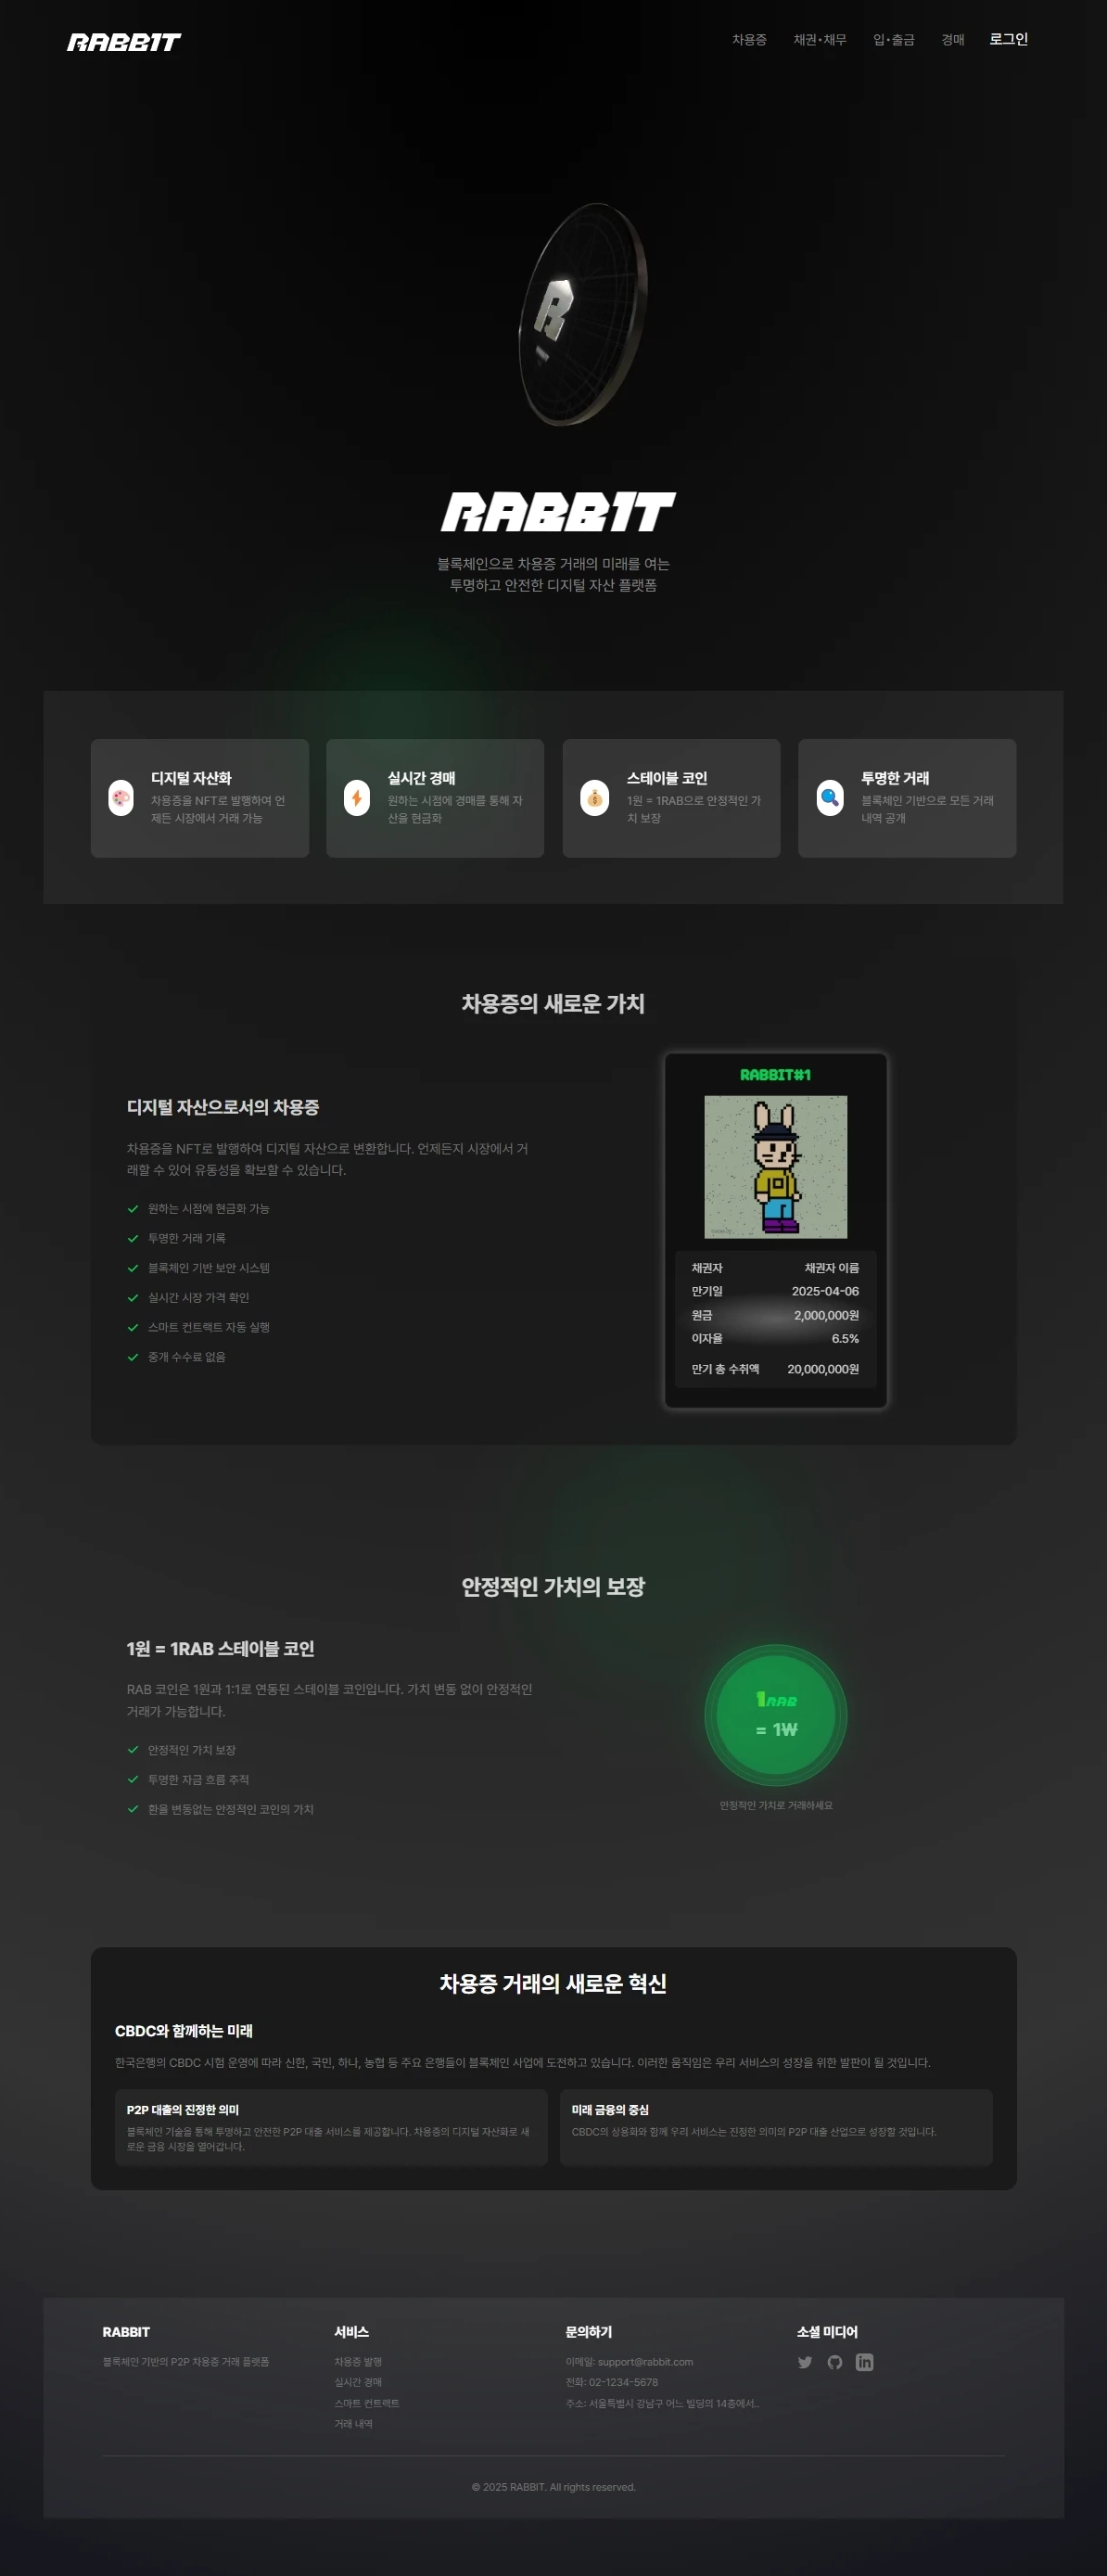 RABB1T
차용증 채권•채무 입•출금 경매 로그인
R
RABB1T
블록체인으로 차용증 거래의 미래를 여는
투명하고 안전한 디지털 자산 플랫폼
디지털 자산화
차용증을 NFT로 발행하여 언
제든 시장에서 거래 가능
실시간 경매
원하는 시점에 경매를 통해 자
산을 현금화
스테이블 코인
1원 = 1RAB으로 안정적인 가
치 보장
투명한 거래
블록체인 기반으로 모든 거래
내역 공개
차용증의 새로운 가치
디지털 자산으로서의 차용증
차용증을 NFT로 발행하여 디지털 자산으로 변환합니다. 언제든지 시장에서 거
래할 수 있어 유동성을 확보할 수 있습니다.
원하는 시점에 현금화 가능
투명한 거래 기록
블록체인 기반 보안 시스템
실시간 시장 가격 확인
스마트 컨트랙트 자동 실행
중개 수수료 없음
RABBIT#1
채권자 채권자 이름
만기일 2025-04-06
원금 2,000,000원
이자율 6.5%
만기 총 수취액 20,000,000원
안정적인 가치의 보장
1원 = 1RAB 스테이블 코인
RAB 코인은 1원과 1:1로 연동된 스테이블 코인입니다. 가치 변동 없이 안정적인
거래가 가능합니다.
안정적인 가치 보장
투명한 자금 흐름 추적
환율 변동없는 안정적인 코인의 가치
1RAB
= 1₩
안정적인 가치로 거래하세요
차용증 거래의 새로운 혁신
CBDC와 함께하는 미래
한국은행의 CBDC 시험 운영에 따라 신한, 국민, 하나, 농협 등 주요 은행들이 블록체인 사업에 도전하고 있습니다. 이러한 움직임은 우리 서비스의 성장을 위한 발판이 될 것입니다.
P2P 대출의 진정한 의미
블록체인 기술을 통해 투명하고 안전한 P2P 대출 서비스를 제공합니다. 차용증의 디지털 자산화로 새
로운 금융 시장을 열어갑니다.
미래 금융의 중심
CBDC의 상용화와 함께 우리 서비스는 진정한 의미의 P2P 대출 산업으로 성장할 것입니다.
RABBIT
블록체인 기반의 P2P 차용증 거래 플랫폼
서비스
차용증 발행
실시간 경매
스마트 컨트랙트
거래 내역
문의하기
이메일: support@rabbit.com
전화: 02-1234-5678
주소: 서울특별시 강남구 어느 빌딩의 14층에서..
소셜 미디어
in
© 2025 RABBIT. All rights reserved.